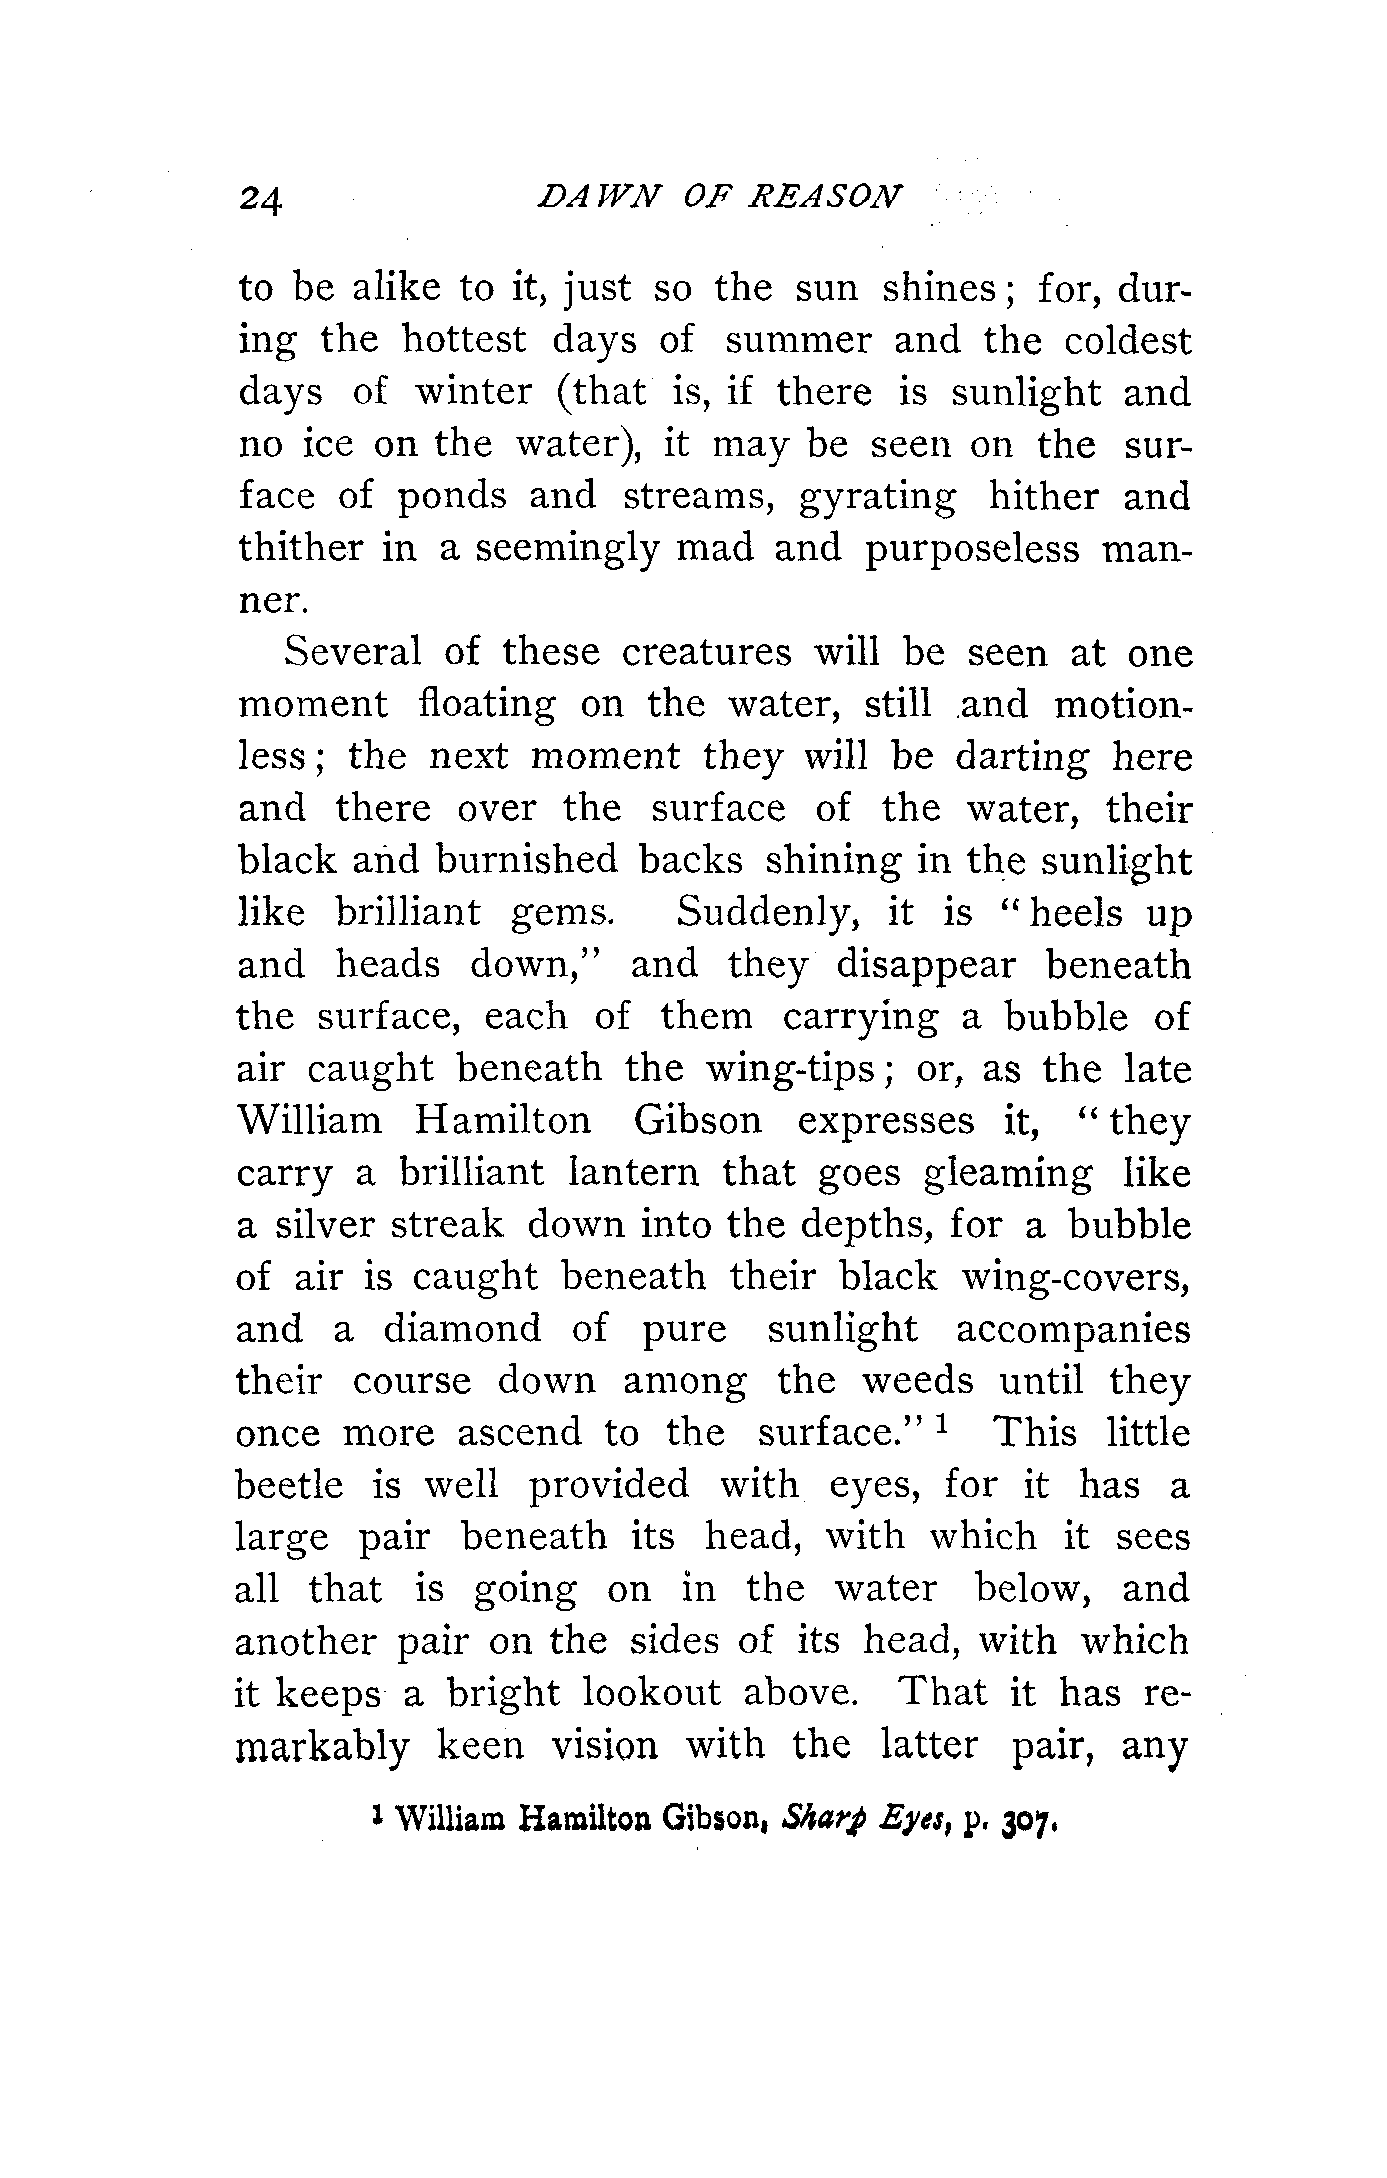 24 DAWN OF REASON
to be alike to it, just so the sun shines; for, dur-
ing the hottest days of summer and the coldest
days of winter (that is, if there is sunlight and
no ice on the water), it may be seen on the sur-
face of ponds and streams, gyrating hither and
thither in a seemingly mad and purposeless man-
ner.
Several of these creatures will be seen at one
moment floating on the water, still and motion-
less; the next moment they will be darting here
and there over the surface of the water, their
black and burnished backs shining in the sunlight
like brilliant gems. Suddenly, it is "heels up
and heads down," and they disappear beneath
the surface, each of them carrying a bubble of
air caught beneath the wing-tips; or, as the late
William Hamilton Gibson expresses it, "they
carry a brilliant lantern that goes gleaming like
a silver streak down into the depths, for a bubble
of air is caught beneath their black wing-covers,
and a diamond of pure sunlight accompanies
their course down among the weeds until they
once more ascend to the surface."¹ This little
beetle is well provided with eyes, for it has a
large pair beneath its head, with which it sees
all that is going on in the water below, and
another pair on the sides of its head, with which
it keeps a bright lookout above. That it has re-
markably keen vision with the latter pair, any
¹ William Hamilton Gibson, Sharp Eyes, p. 307.